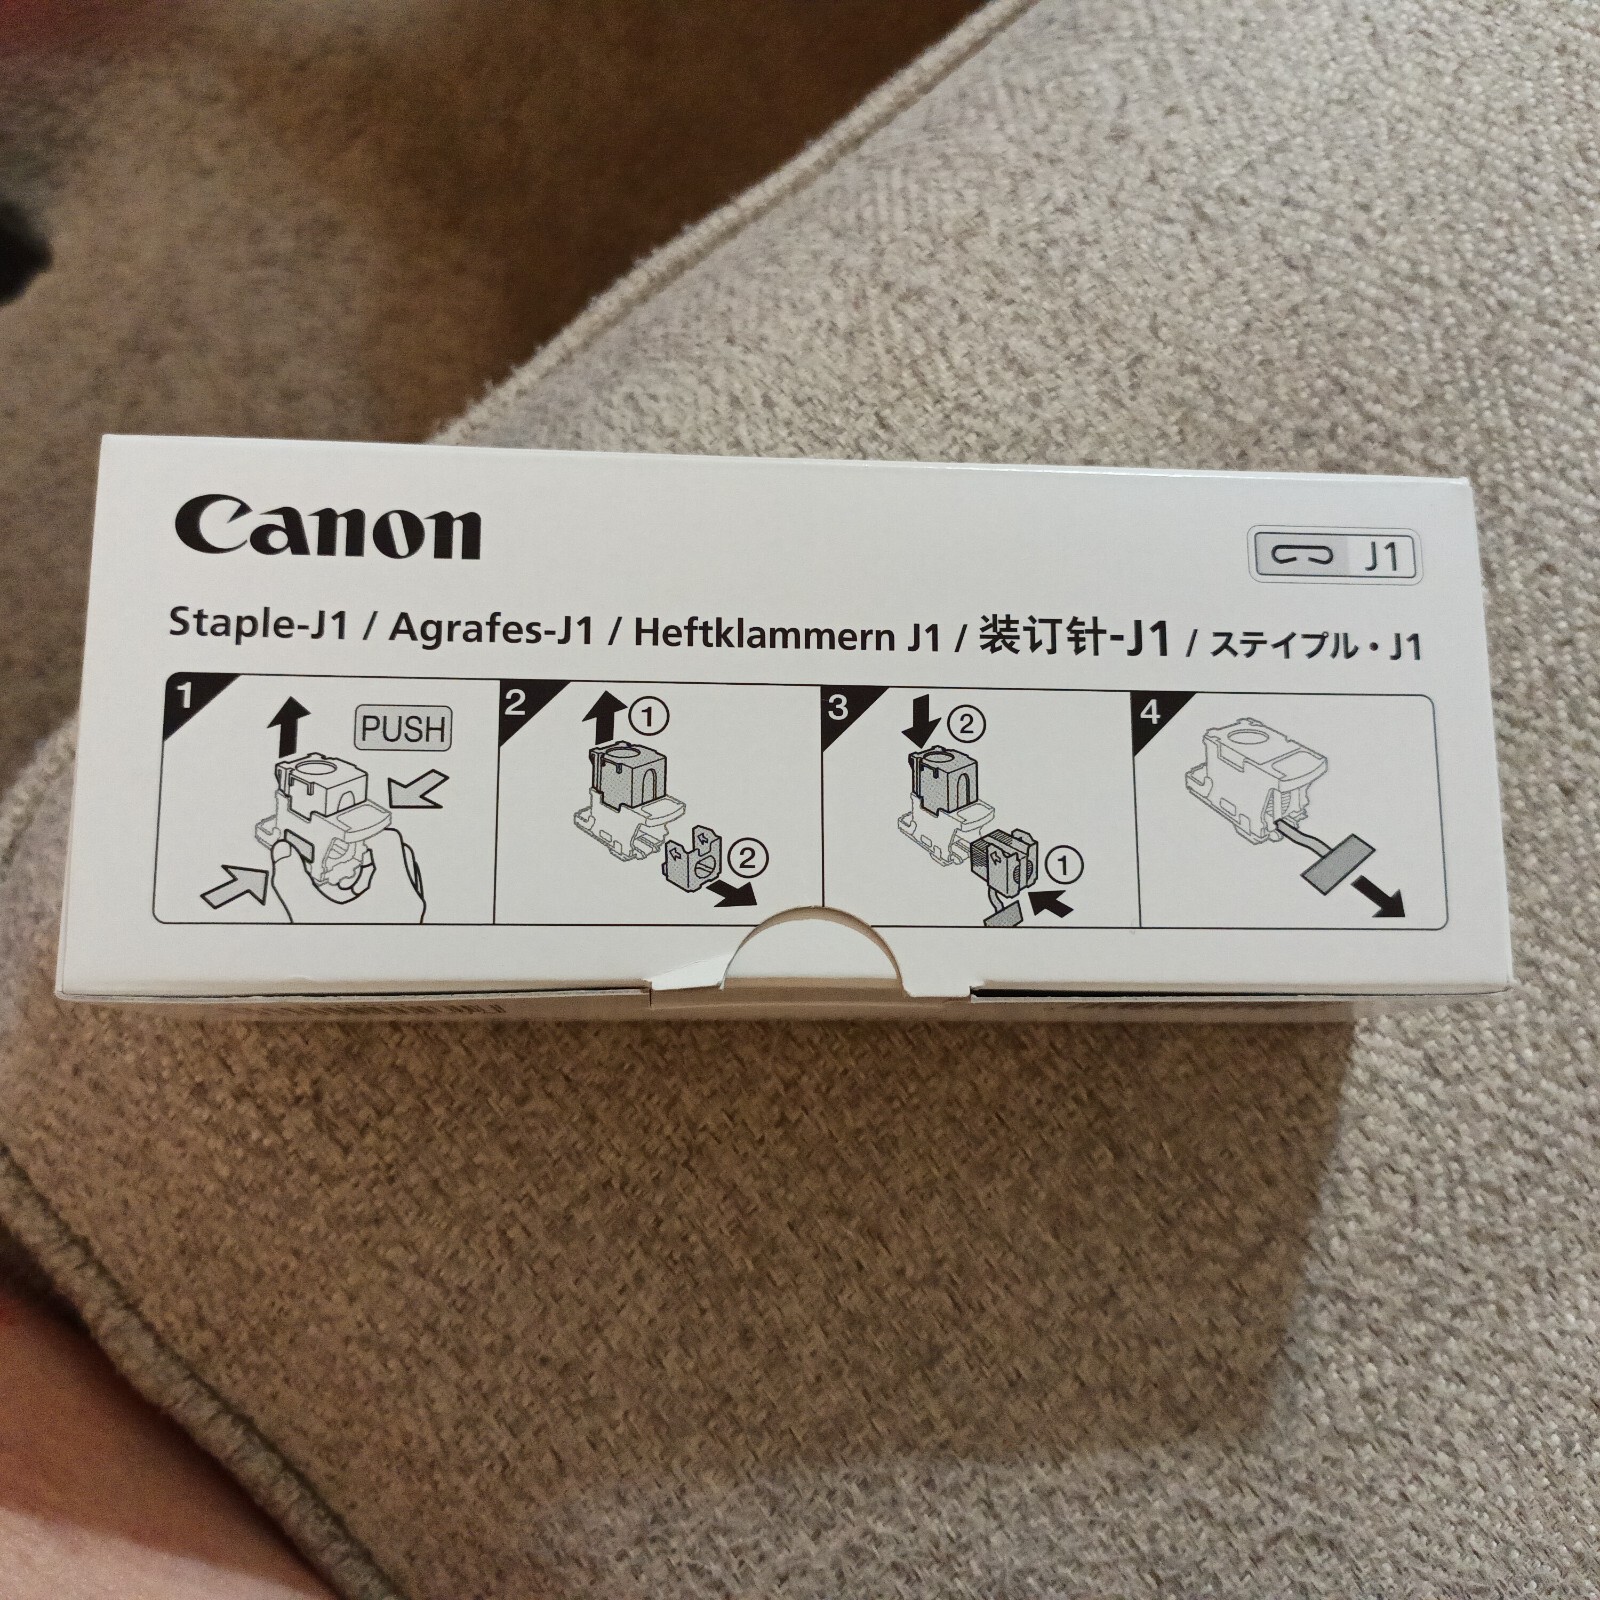 Canon
J1
Staple-J1 / Agrafes-J1 / Heftklammern J1 / 装订针-J1 / ステイプル・J1
1 PUSH
2 ① ②
3 ② ①
4